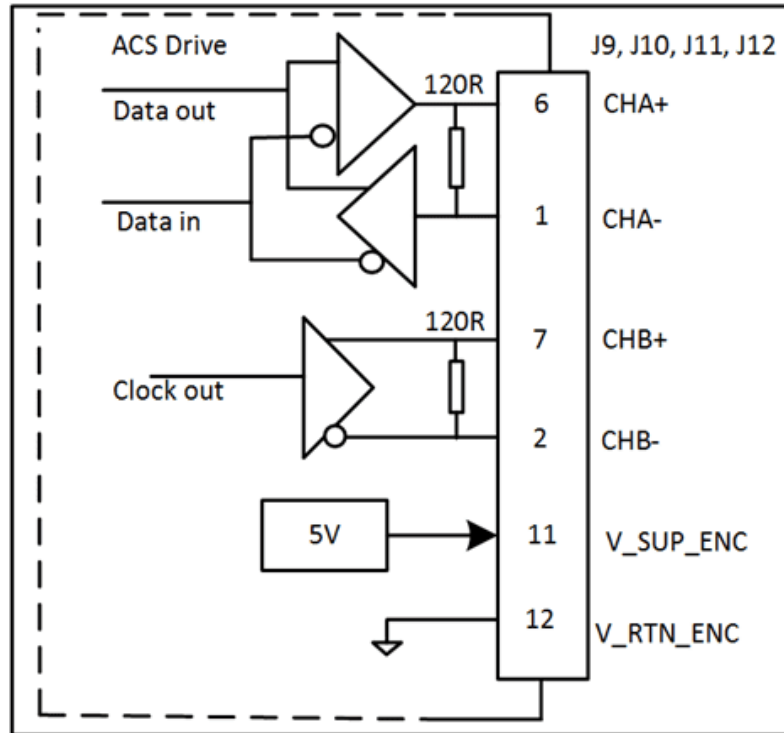 ACS Drive
J9, J10, J11, J12
Data out
120R
6 CHA+
Data in
1 CHA-
120R
7 CHB+
Clock out
2 CHB-
5V
11 V_SUP_ENC
12 V_RTN_ENC